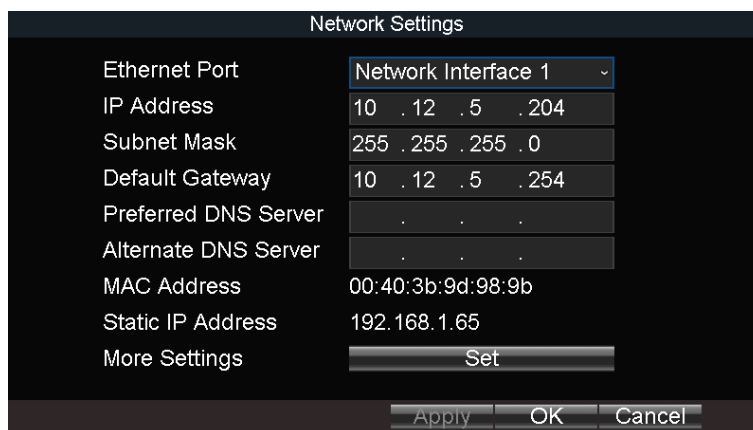 Network Settings
Ethernet Port Network Interface 1
IP Address 10 .12 .5 .204
Subnet Mask 255 .255 .255 .0
Default Gateway 10 .12 .5 .254
Preferred DNS Server . . .
Alternate DNS Server . . .
MAC Address 00:40:3b:9d:98:9b
Static IP Address 192.168.1.65
More Settings Set
Apply OK Cancel